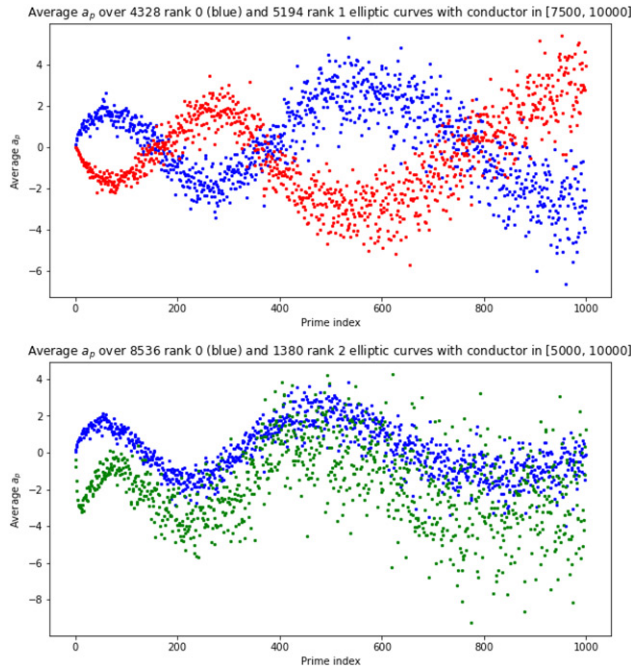 Average a_p over 4328 rank 0 (blue) and 5194 rank 1 elliptic curves with conductor in [7500, 10000]
Average a_p
4
2
0
−2
−4
−6
0 200 400 600 800 1000
Prime index
Average a_p over 8536 rank 0 (blue) and 1380 rank 2 elliptic curves with conductor in [5000, 10000]
Average a_p
4
2
0
−2
−4
−6
−8
0 200 400 600 800 1000
Prime index